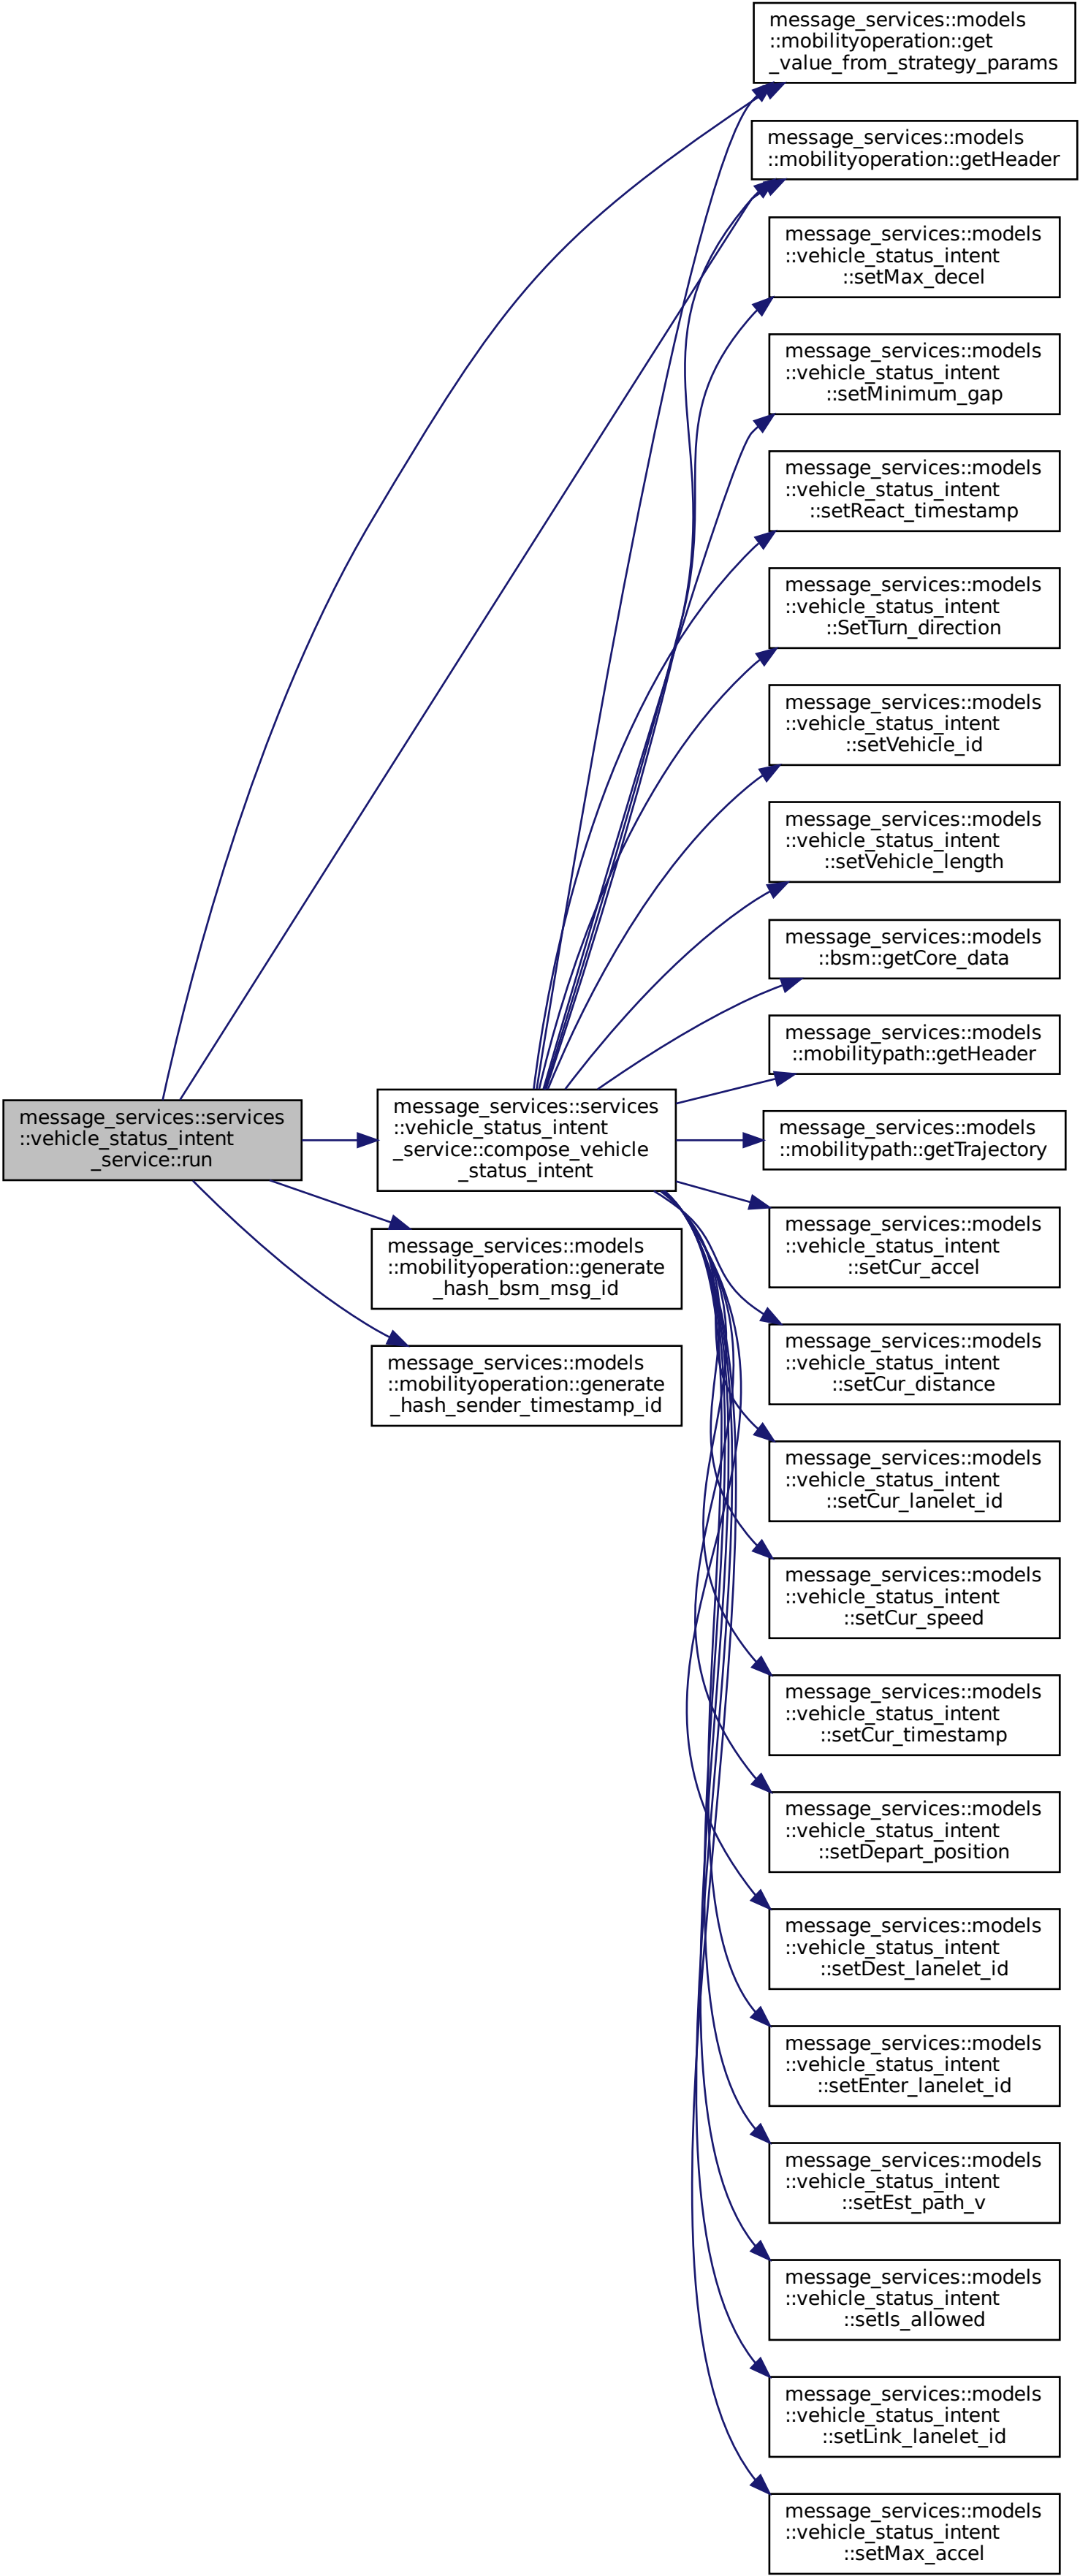 message_services::models
::mobilityoperation::get
_value_from_strategy_params
message_services::models
::mobilityoperation::getHeader
message_services::models
::vehicle_status_intent
::setMax_decel
message_services::models
::vehicle_status_intent
::setMinimum_gap
message_services::models
::vehicle_status_intent
::setReact_timestamp
message_services::models
::vehicle_status_intent
::SetTurn_direction
message_services::models
::vehicle_status_intent
::setVehicle_id
message_services::models
::vehicle_status_intent
::setVehicle_length
message_services::models
::bsm::getCore_data
message_services::models
::mobilitypath::getHeader
message_services::services
::vehicle_status_intent
_service::run
message_services::services
::vehicle_status_intent
_service::compose_vehicle
_status_intent
message_services::models
::mobilitypath::getTrajectory
message_services::models
::vehicle_status_intent
::setCur_accel
message_services::models
::mobilityoperation::generate
_hash_bsm_msg_id
message_services::models
::vehicle_status_intent
::setCur_distance
message_services::models
::mobilityoperation::generate
_hash_sender_timestamp_id
message_services::models
::vehicle_status_intent
::setCur_lanelet_id
message_services::models
::vehicle_status_intent
::setCur_speed
message_services::models
::vehicle_status_intent
::setCur_timestamp
message_services::models
::vehicle_status_intent
::setDepart_position
message_services::models
::vehicle_status_intent
::setDest_lanelet_id
message_services::models
::vehicle_status_intent
::setEnter_lanelet_id
message_services::models
::vehicle_status_intent
::setEst_path_v
message_services::models
::vehicle_status_intent
::setIs_allowed
message_services::models
::vehicle_status_intent
::setLink_lanelet_id
message_services::models
::vehicle_status_intent
::setMax_accel